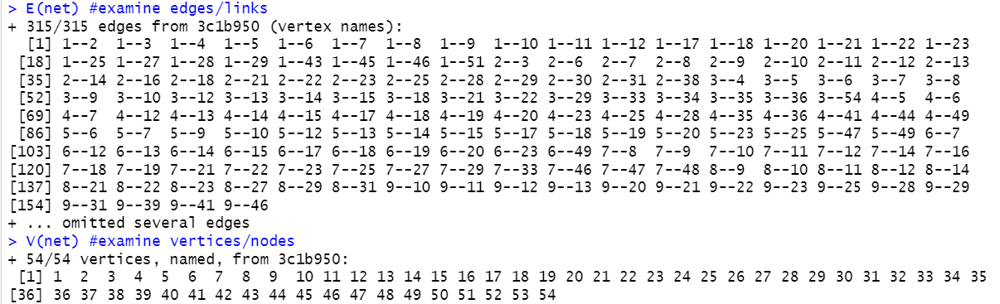 > E(net) #examine edges/links
+ 315/315 edges from 3c1b950 (vertex names):
[1] 1--2 1--3 1--4 1--5 1--6 1--7 1--8 1--9 1--10 1--11 1--12 1--17 1--18 1--20 1--21 1--22 1--23
[18] 1--25 1--27 1--28 1--29 1--43 1--45 1--46 1--51 2--3 2--6 2--7 2--8 2--9 2--10 2--11 2--12 2--13
[35] 2--14 2--16 2--18 2--21 2--22 2--23 2--25 2--28 2--29 2--30 2--31 2--38 3--4 3--5 3--6 3--7 3--8
[52] 3--9 3--10 3--12 3--13 3--14 3--15 3--18 3--21 3--22 3--29 3--33 3--34 3--35 3--36 3--54 4--5 4--6
[69] 4--7 4--12 4--13 4--14 4--15 4--17 4--18 4--19 4--20 4--23 4--25 4--28 4--35 4--36 4--41 4--44 4--49
[86] 5--6 5--7 5--9 5--10 5--12 5--13 5--14 5--15 5--17 5--18 5--19 5--20 5--23 5--25 5--47 5--49 6--7
[103] 6--12 6--13 6--14 6--15 6--17 6--18 6--19 6--20 6--23 6--49 7--8 7--9 7--10 7--11 7--12 7--14 7--16
[120] 7--18 7--19 7--21 7--22 7--23 7--25 7--27 7--29 7--33 7--46 7--47 7--48 8--9 8--10 8--11 8--12 8--14
[137] 8--21 8--22 8--23 8--27 8--29 8--31 9--10 9--11 9--12 9--13 9--20 9--21 9--22 9--23 9--25 9--28 9--29
[154] 9--31 9--39 9--41 9--46
+ ... omitted several edges
> V(net) #examine vertices/nodes
+ 54/54 vertices, named, from 3c1b950:
[1] 1 2 3 4 5 6 7 8 9 10 11 12 13 14 15 16 17 18 19 20 21 22 23 24 25 26 27 28 29 30 31 32 33 34 35
[36] 36 37 38 39 40 41 42 43 44 45 46 47 48 49 50 51 52 53 54